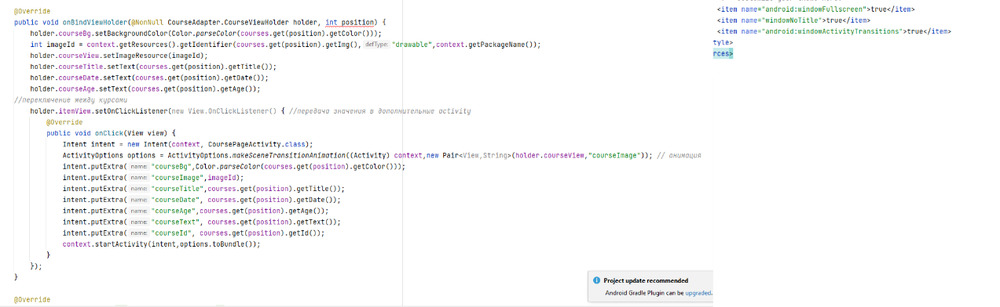 @Override
public void onBindViewHolder(@NonNull CourseAdapter.CourseViewHolder holder, int position) {
holder.courseBg.setBackgroundColor(Color.parseColor(courses.get(position).getColor()));
int imageId = context.getResources().getIdentifier(courses.get(position).getImg(), defType: "drawable",context.getPackageName());
holder.courseView.setImageResource(imageId);
holder.courseTitle.setText(courses.get(position).getTitle());
holder.courseDate.setText(courses.get(position).getDate());
holder.courseAge.setText(courses.get(position).getAge());
//переключение между курсами
holder.itemView.setOnClickListener(new View.OnClickListener() { //передача значения в дополнительные activity
@Override
public void onClick(View view) {
Intent intent = new Intent(context, CoursePageActivity.class);
ActivityOptions options = ActivityOptions.makeSceneTransitionAnimation((Activity) context,new Pair<View,String>(holder.courseView,"courseImage")); // анимация
intent.putExtra( name: "courseBg",Color.parseColor(courses.get(position).getColor()));
intent.putExtra( name: "courseImage",imageId);
intent.putExtra( name: "courseTitle",courses.get(position).getTitle());
intent.putExtra( name: "courseDate", courses.get(position).getDate());
intent.putExtra( name: "courseAge",courses.get(position).getAge());
intent.putExtra( name: "courseText", courses.get(position).getText());
intent.putExtra( name: "courseId", courses.get(position).getId());
context.startActivity(intent,options.toBundle());
}
});
}
@Override
<item name="android:windowFullscreen">true</item>
<item name="windowNoTitle">true</item>
<item name="android:windowActivityTransitions">true</item>
tyle>
rces>
Project update recommended
Android Gradle Plugin can be upgraded.